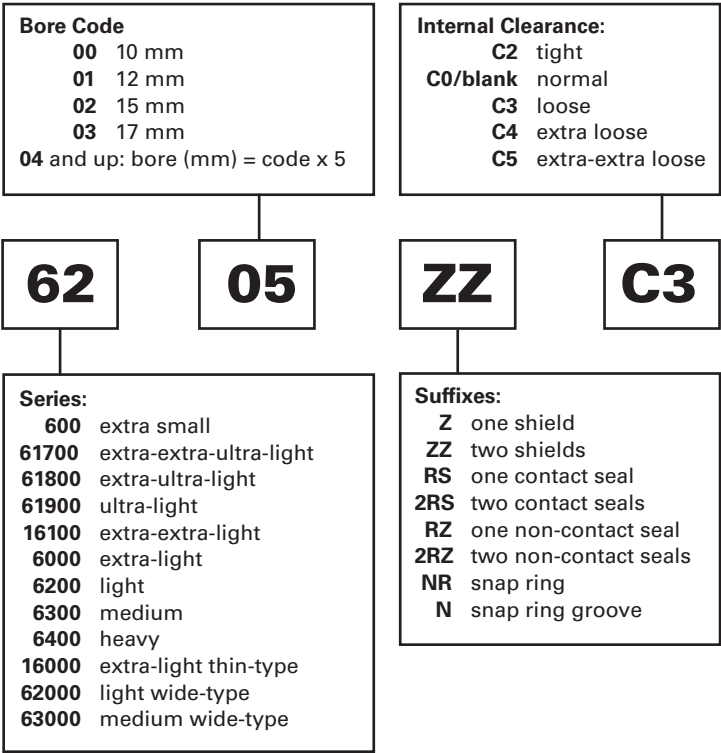 Bore Code
00 10 mm
01 12 mm
02 15 mm
03 17 mm
04 and up: bore (mm) = code x 5
Internal Clearance:
C2 tight
C0/blank normal
C3 loose
C4 extra loose
C5 extra-extra loose
62 05 ZZ C3
Series:
600 extra small
61700 extra-extra-ultra-light
61800 extra-ultra-light
61900 ultra-light
16100 extra-extra-light
6000 extra-light
6200 light
6300 medium
6400 heavy
16000 extra-light thin-type
62000 light wide-type
63000 medium wide-type
Suffixes:
Z one shield
ZZ two shields
RS one contact seal
2RS two contact seals
RZ one non-contact seal
2RZ two non-contact seals
NR snap ring
N snap ring groove